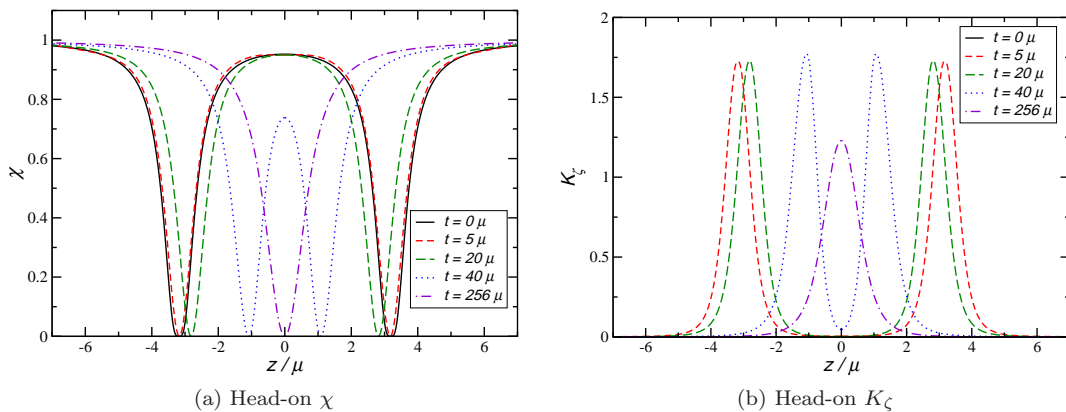 1
0.8
0.6
0.4
0.2
0
χ
-6
-4
-2
0
2
4
6
z / μ
t = 0 μ
t = 5 μ
t = 20 μ
t = 40 μ
t = 256 μ
(a) Head-on χ
2
1.5
1
0.5
0
K_ζ
-6
-4
-2
0
2
4
6
z / μ
t = 0 μ
t = 5 μ
t = 20 μ
t = 40 μ
t = 256 μ
(b) Head-on K_ζ